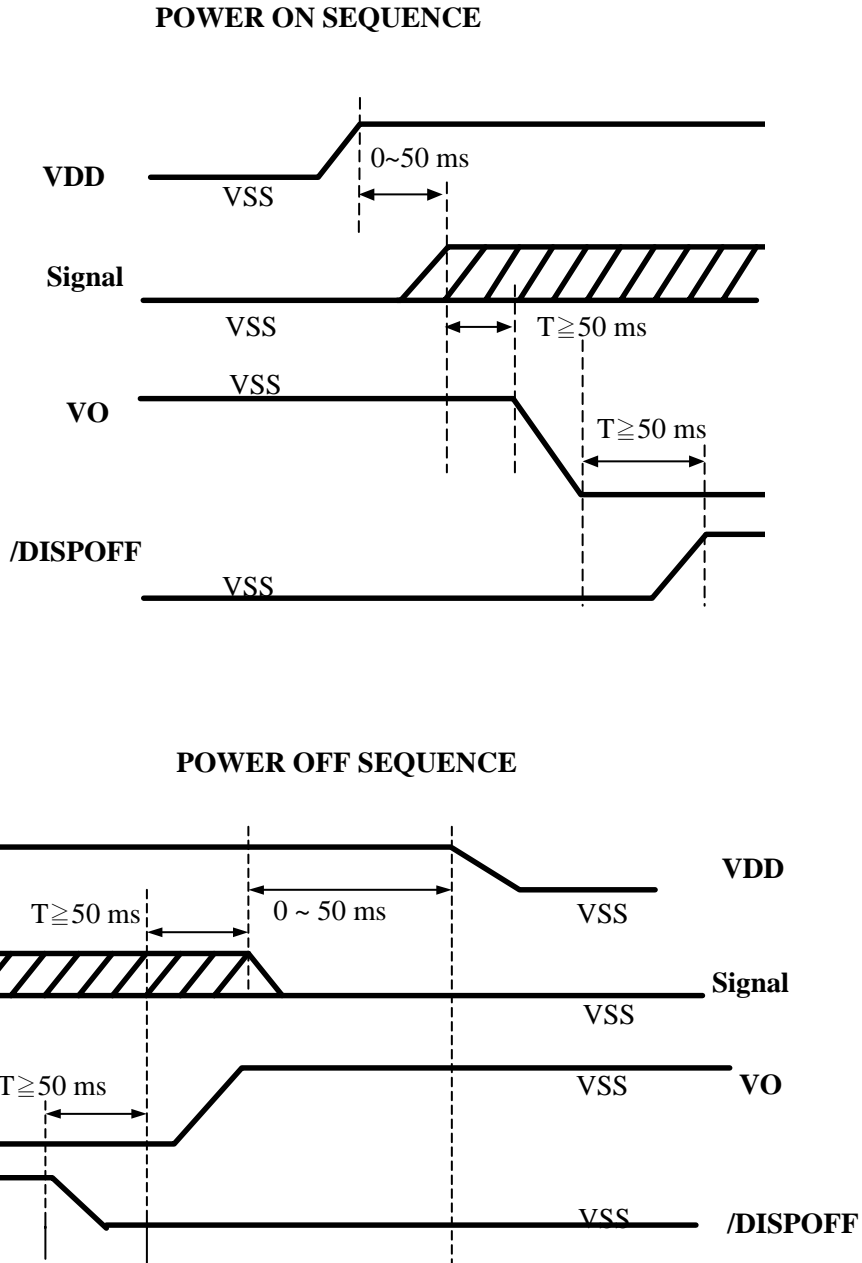 POWER ON SEQUENCE
0~50 ms
VDD
VSS
Signal
VSS
T≧50 ms
VSS
VO
T≧50 ms
/DISPOFF
VSS
POWER OFF SEQUENCE
VDD
T≧50 ms
0 ~ 50 ms
VSS
Signal
VSS
T≧50 ms
VSS
VO
VSS
/DISPOFF